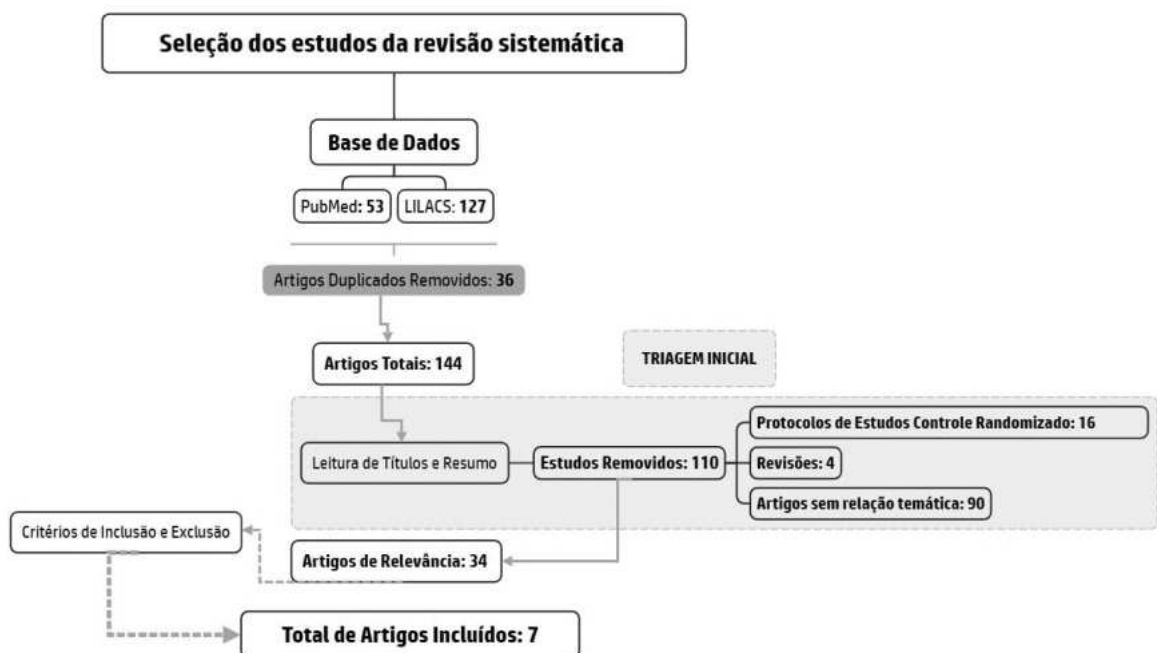 Seleção dos estudos da revisão sistemática
Base de Dados
PubMed: 53
LILACS: 127
Artigos Duplicados Removidos: 36
Artigos Totais: 144
TRIAGEM INICIAL
Leitura de Títulos e Resumo
Estudos Removidos: 110
Protocolos de Estudos Controle Randomizado: 16
Revisões: 4
Artigos sem relação temática: 90
Critérios de Inclusão e Exclusão
Artigos de Relevância: 34
Total de Artigos Incluídos: 7